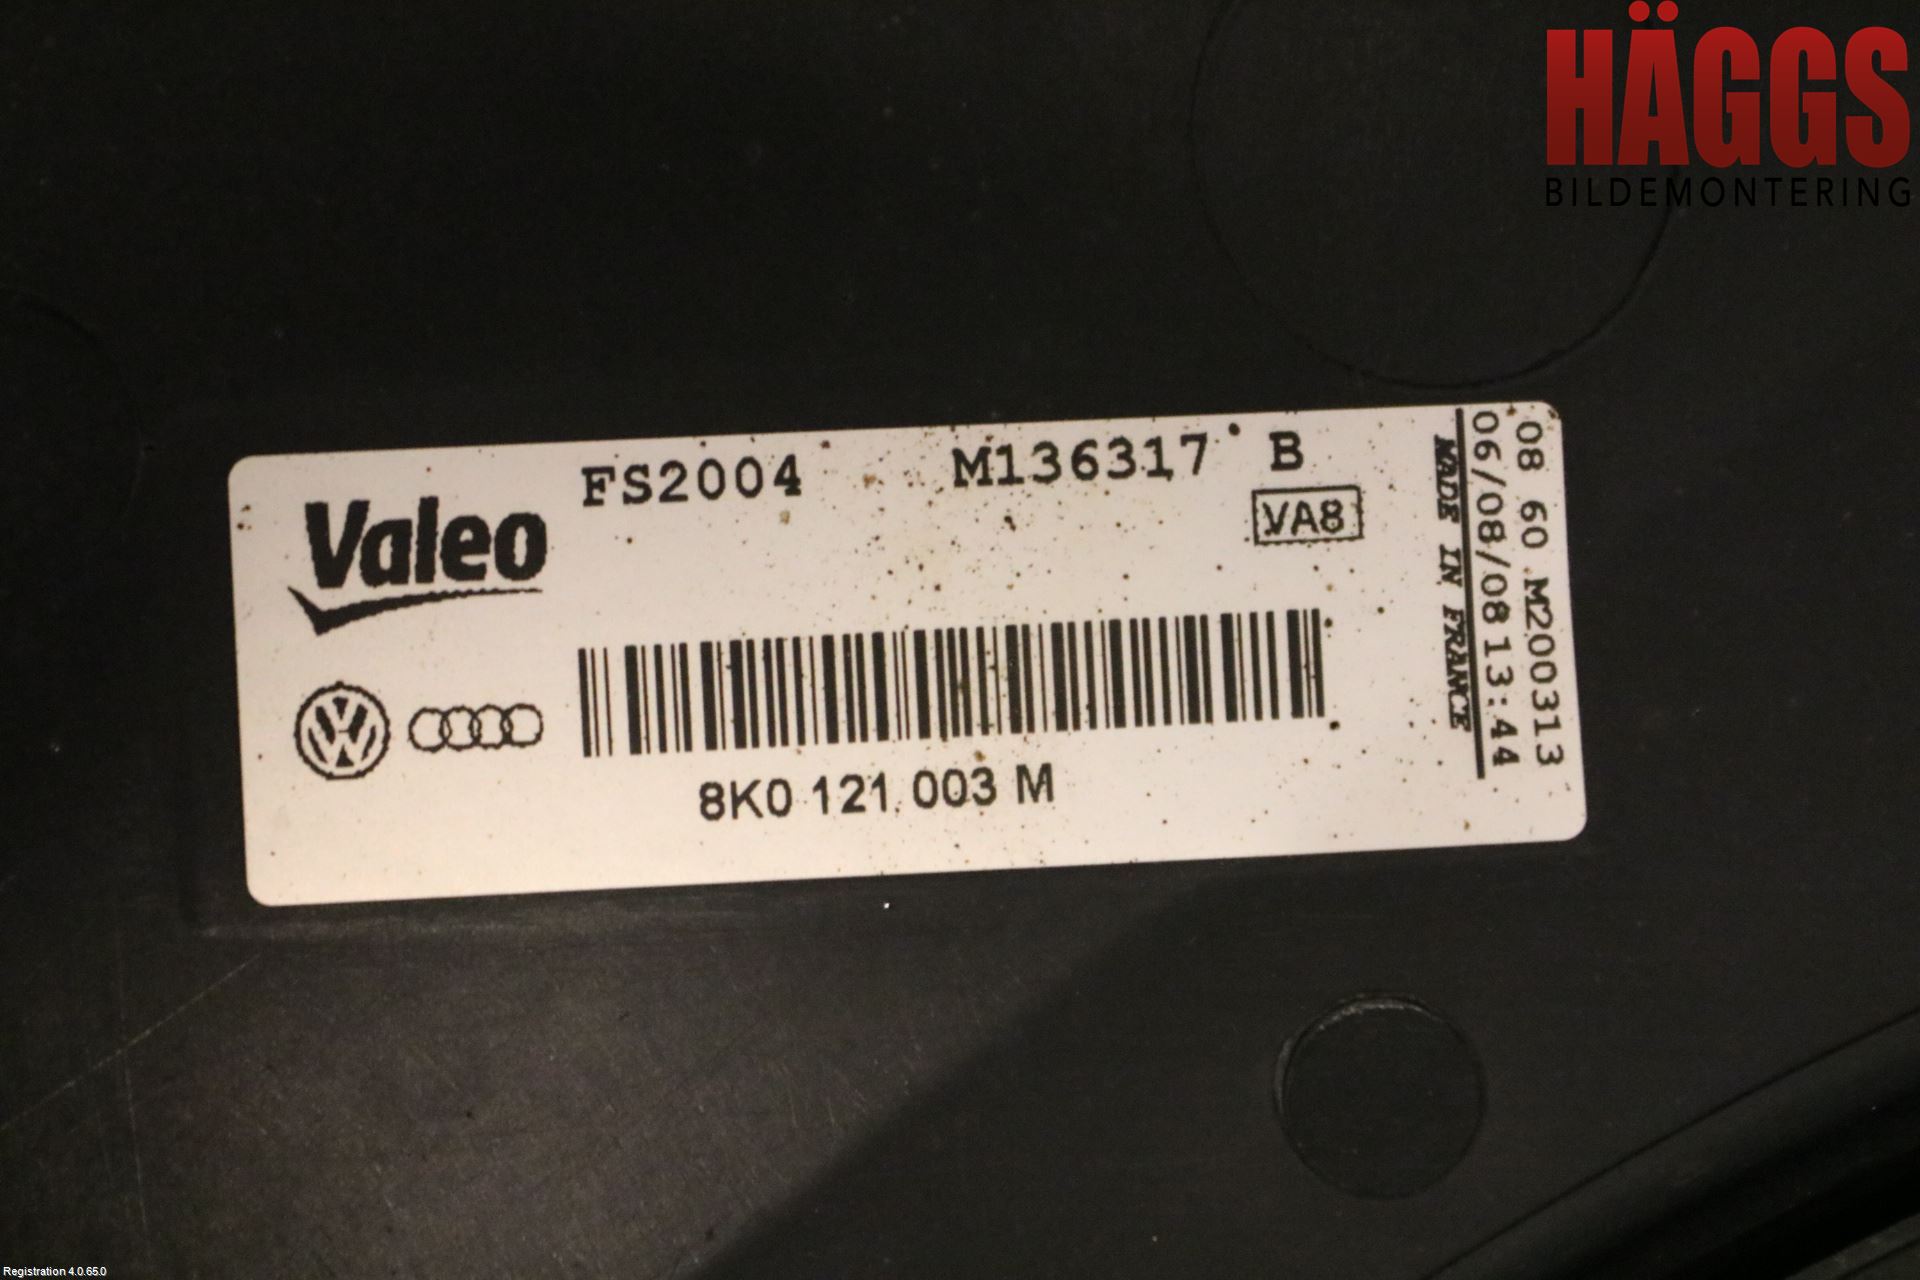 HÄGGS
BILDEMONTERING
FS2004 M136317 B
VA8
Valeo
8K0 121 003 M
08 60 M200313
06/08/08 13:44
MADE IN FRANCE
Registration 4.0.65.0